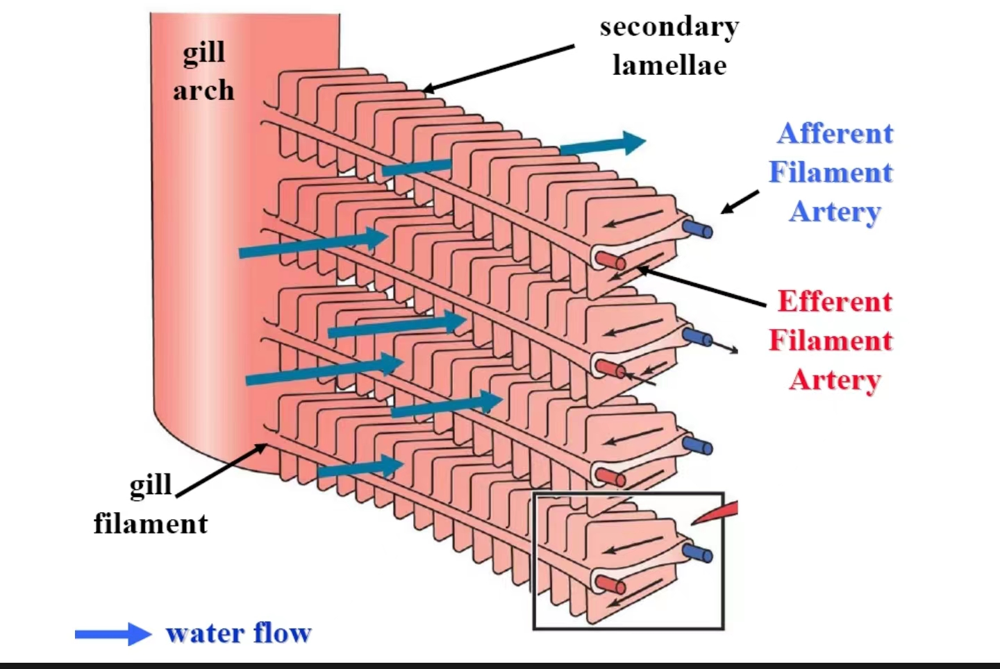 gill
arch
secondary
lamellae
Afferent
Filament
Artery
Efferent
Filament
Artery
gill
filament
water flow